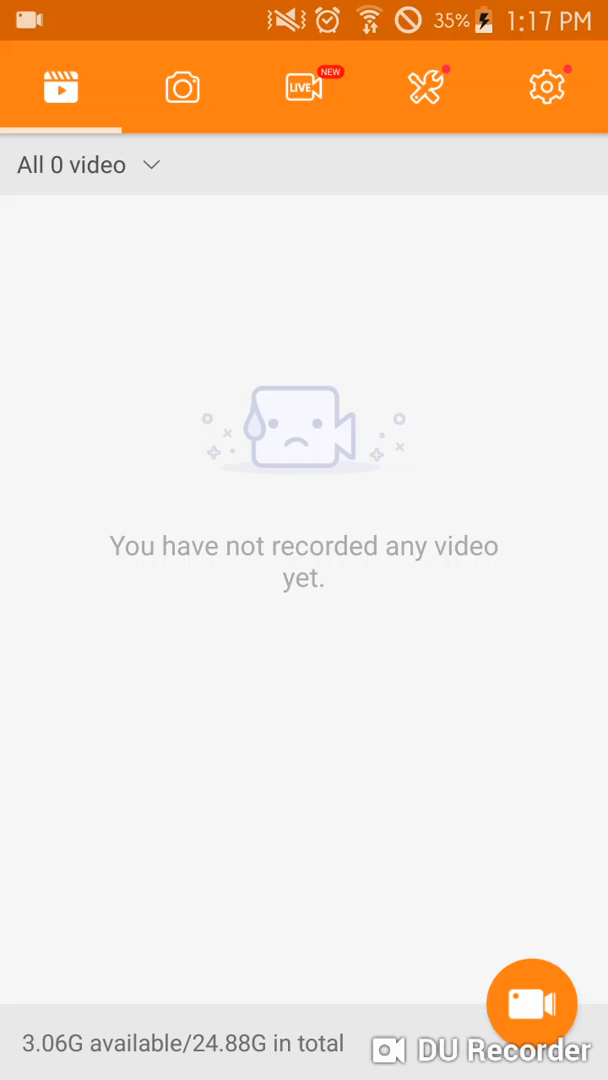 35% 1:17 PM
NEW
LIVE
All 0 video
You have not recorded any video
yet.
3.06G available/24.88G in total
DU Recorder